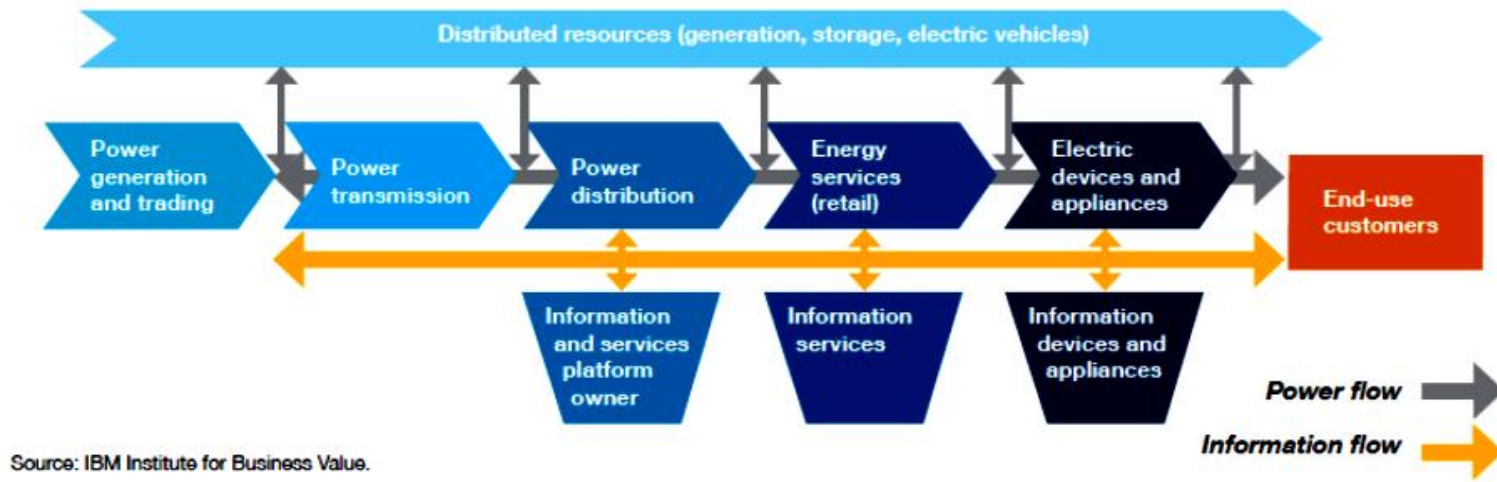 Distributed resources (generation, storage, electric vehicles)
Power
generation
and trading
Power
transmission
Power
distribution
Energy
services
(retail)
Electric
devices and
appliances
End-use
customers
Information
and services
platform
owner
Information
services
Information
devices and
appliances
Power flow
Information flow
Source: IBM Institute for Business Value.